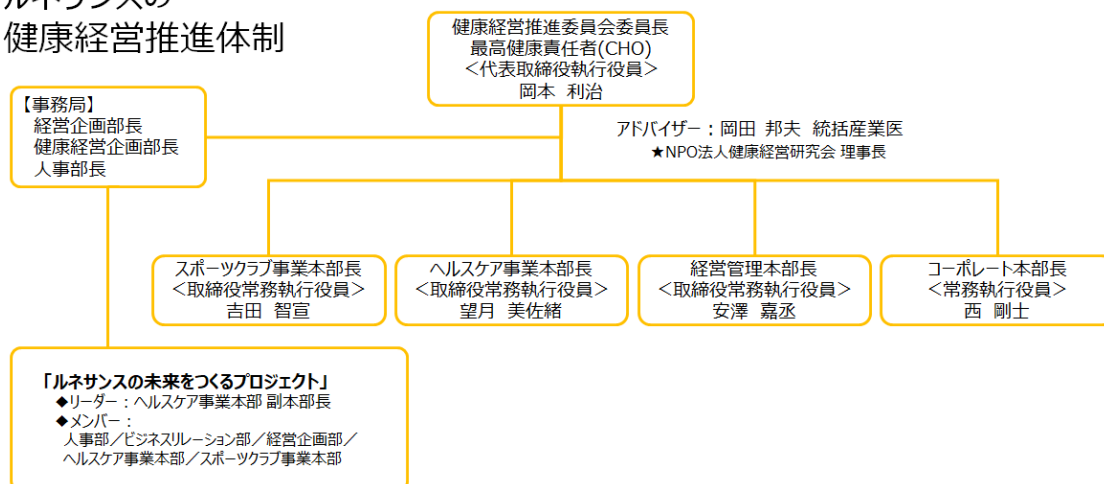 ルネサンスの
健康経営推進体制
健康経営推進委員会委員長
最高健康責任者(CHO)
<代表取締役執行役員>
岡本 利治
【事務局】
経営企画部長
健康経営企画部長
人事部長
アドバイザー：岡田 邦夫 統括産業医
★NPO法人健康経営研究会 理事長
スポーツクラブ事業本部長
<取締役常務執行役員>
吉田 智宣
ヘルスケア事業本部長
<取締役常務執行役員>
望月 美佐緒
経営管理本部長
<取締役常務執行役員>
安澤 嘉丞
コーポレート本部長
<常務執行役員>
西 剛士
「ルネサンスの未来をつくるプロジェクト」
◆リーダー：ヘルスケア事業本部 副本部長
◆メンバー：
人事部／ビジネスリレーション部／経営企画部／
ヘルスケア事業本部／スポーツクラブ事業本部